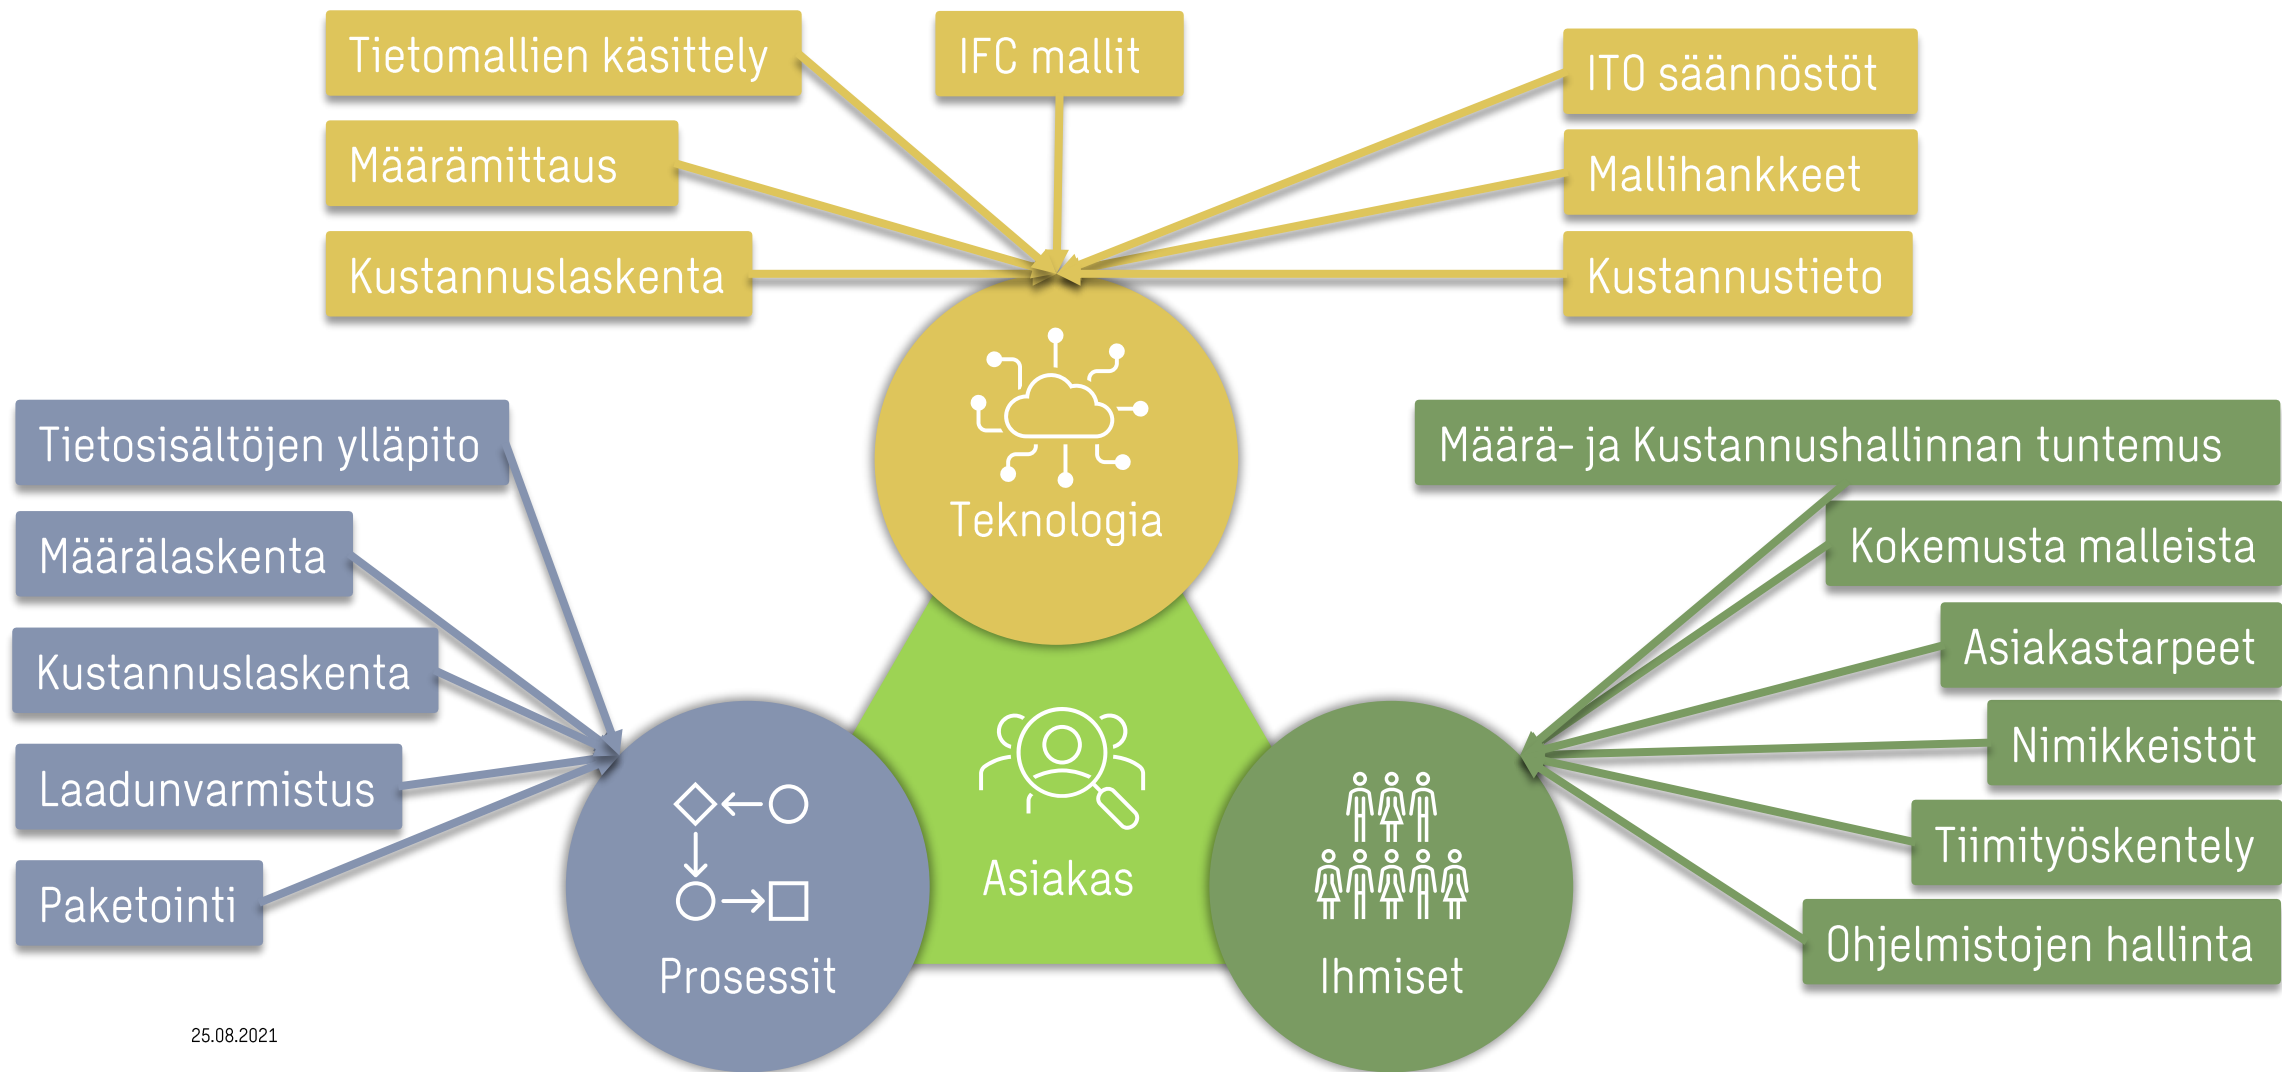 Tietomallien käsittely
IFC mallit
ITO säännöstöt
Määrämittaus
Mallihankkeet
Kustannuslaskenta
Kustannustieto
Teknologia
Tietosisältöjen ylläpito
Määrälaskenta
Kustannuslaskenta
Laadunvarmistus
Paketointi
Määrä- ja Kustannushallinnan tuntemus
Kokemusta malleista
Asiakastarpeet
Nimikkeistöt
Tiimityöskentely
Ohjelmistojen hallinta
Asiakas
Prosessit
Ihmiset
25.08.2021